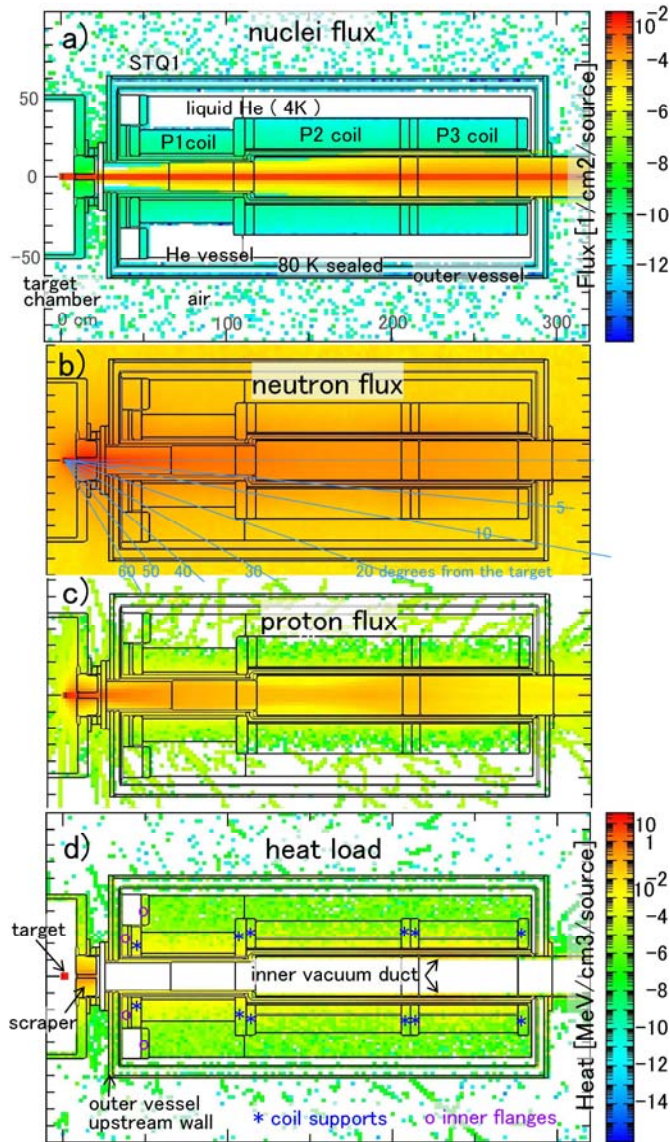 a) nuclei flux
STQ1
50
liquid He ( 4K )
P1coil P2 coil P3 coil
0
-50
He vessel
80 K sealed
outer vessel
target
chamber
air
0 cm 100 200 300
10-2
-4
-6
-8
-10
-12
Flux [1/cm2/source]
b) neutron flux
5
10
60 50 40 30 20 degrees from the target
c) proton flux
d) heat load
target
inner vacuum duct
scraper
outer vessel
upstream wall
* coil supports o inner flanges
10
1
-2
-4
-6
-8
-10
-12
-14
Heat [MeV/cm3/source]